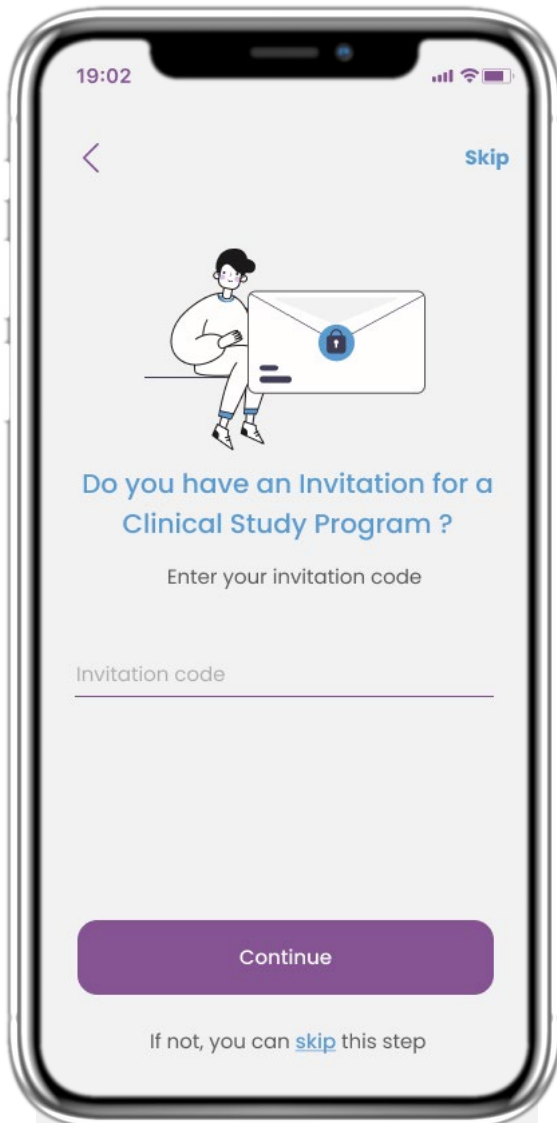 19:02
Skip
Do you have an Invitation for a
Clinical Study Program ?
Enter your invitation code
Invitation code
Continue
If not, you can skip this step